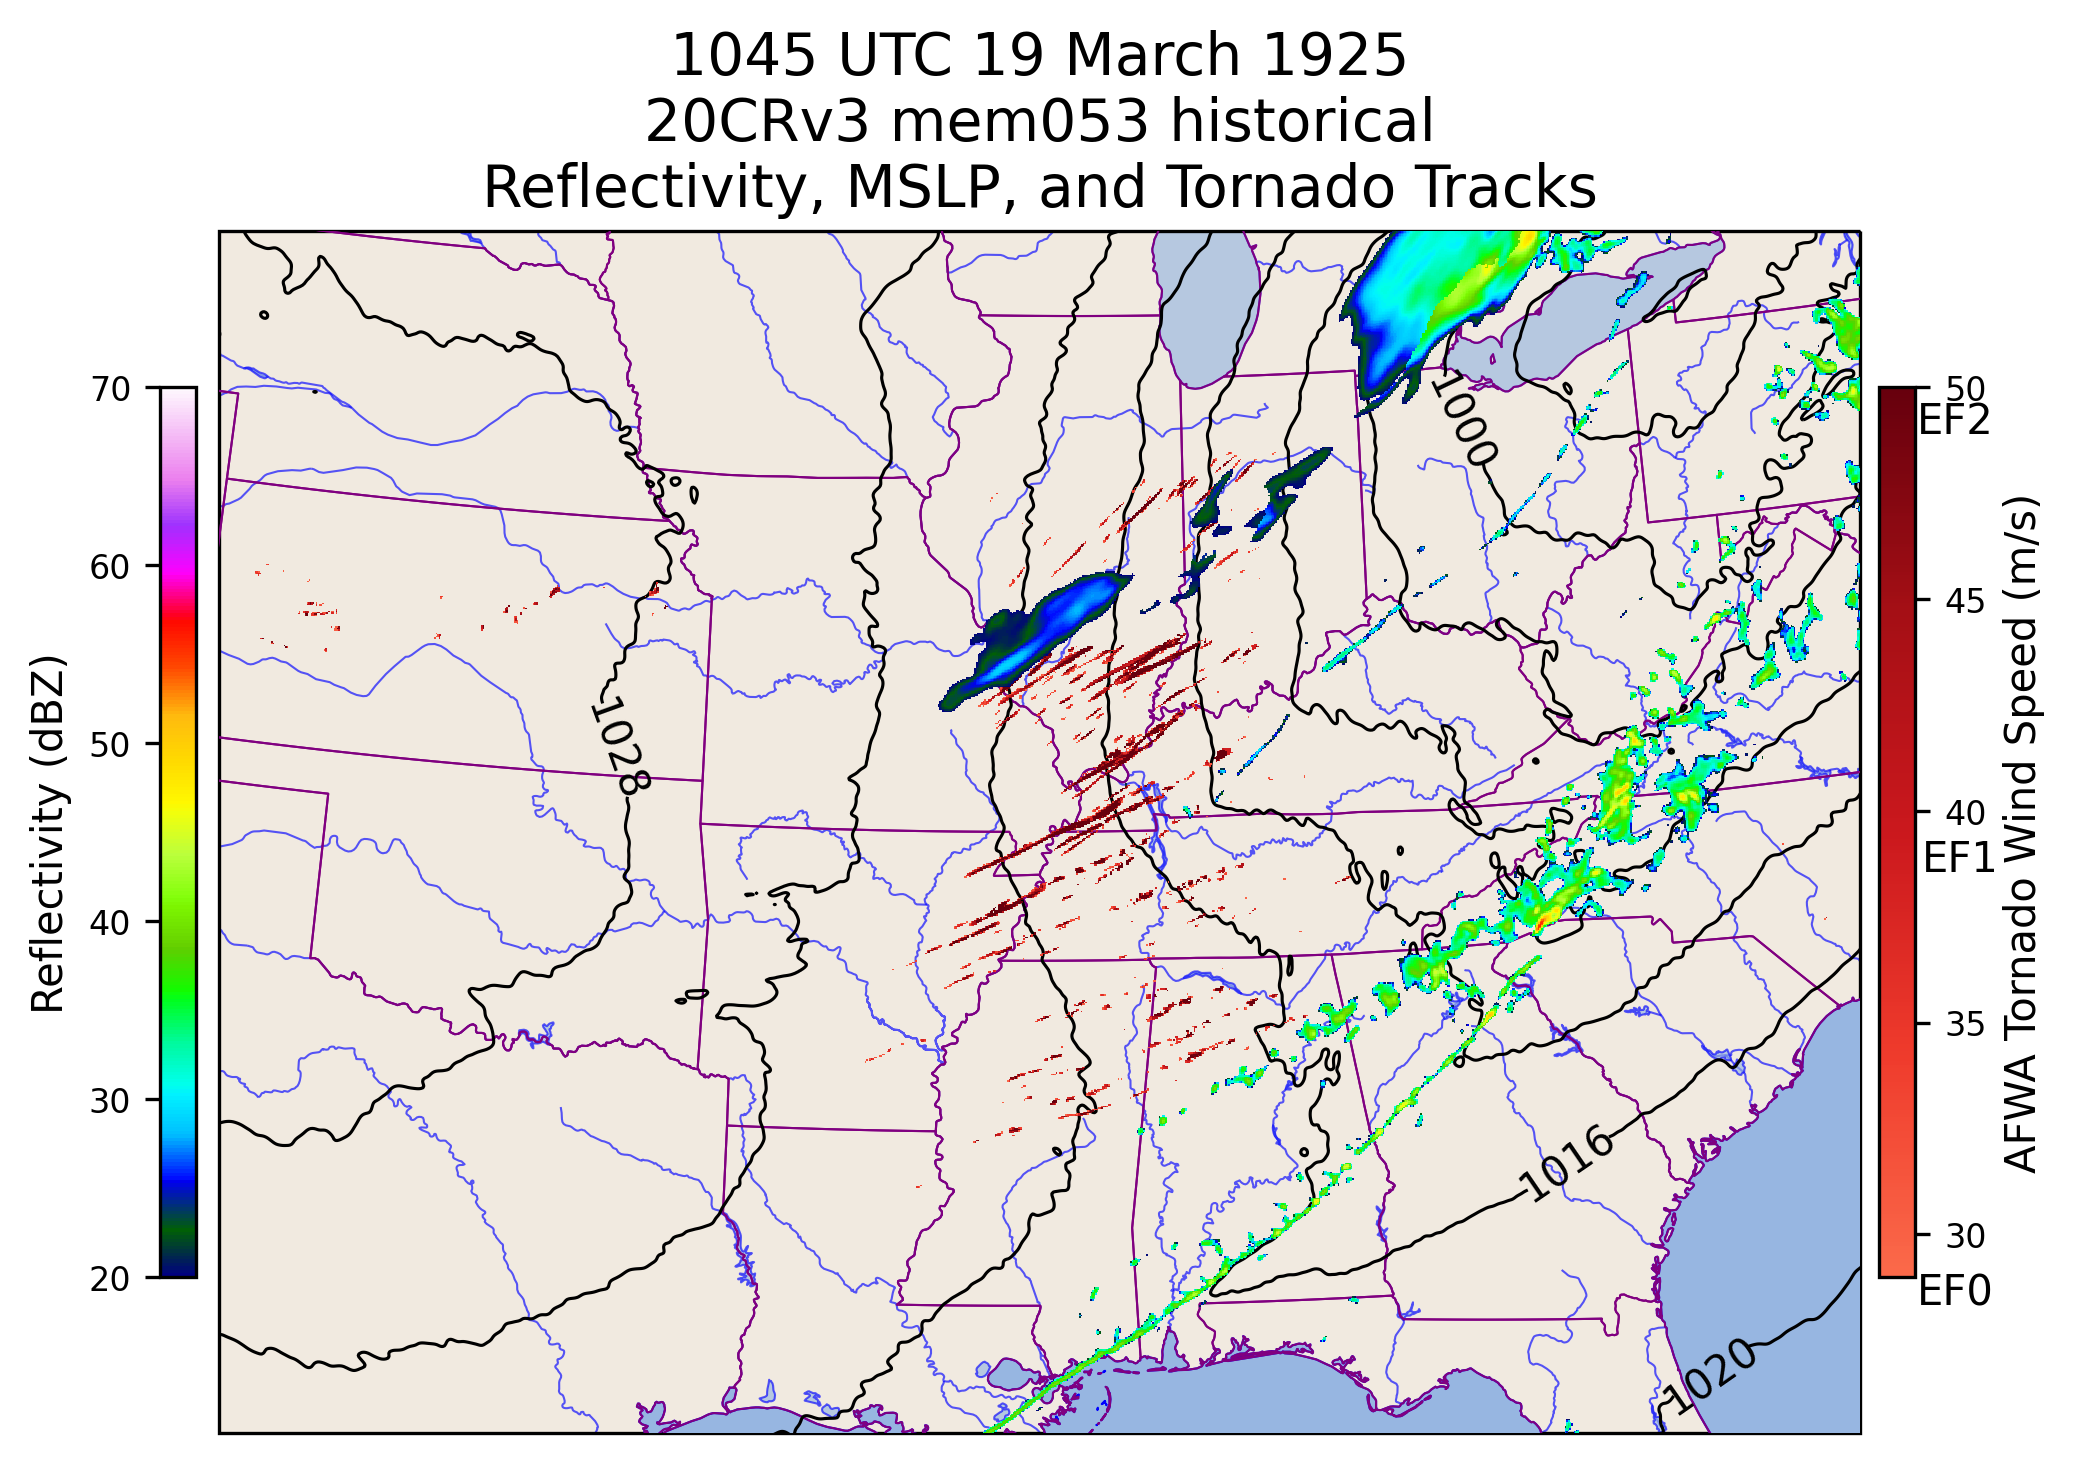 1045 UTC 19 March 1925
20CRv3 mem053 historical
Reflectivity, MSLP, and Tornado Tracks
70
60
50
40
30
20
Reflectivity (dBZ)
1000
1028
1016
1020
50
EF2
45
40
EF1
35
30
EF0
AFWA Tornado Wind Speed (m/s)